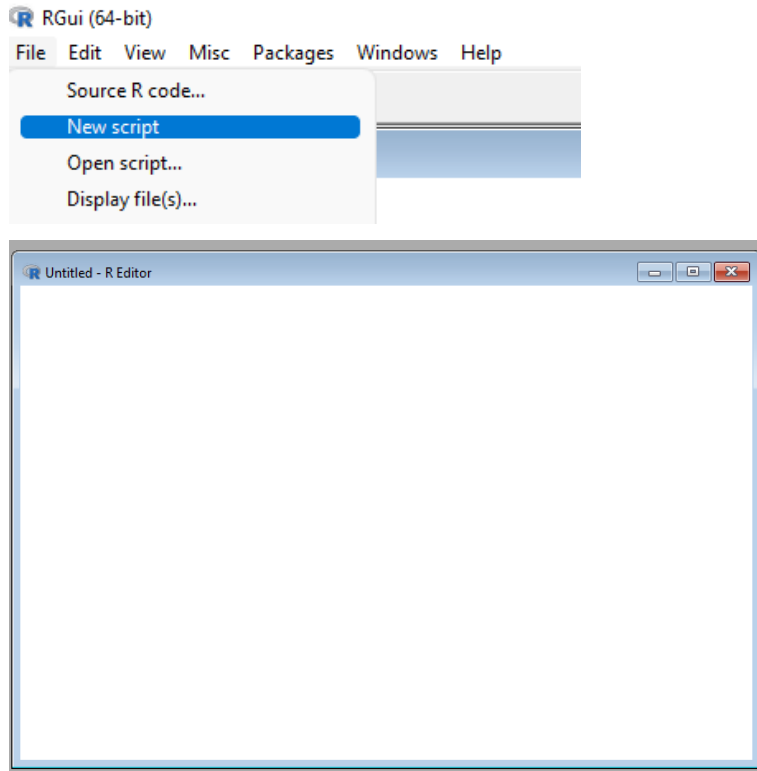 RGui (64-bit)
File Edit View Misc Packages Windows Help
Source R code...
New script
Open script...
Display file(s)...
Untitled - R Editor